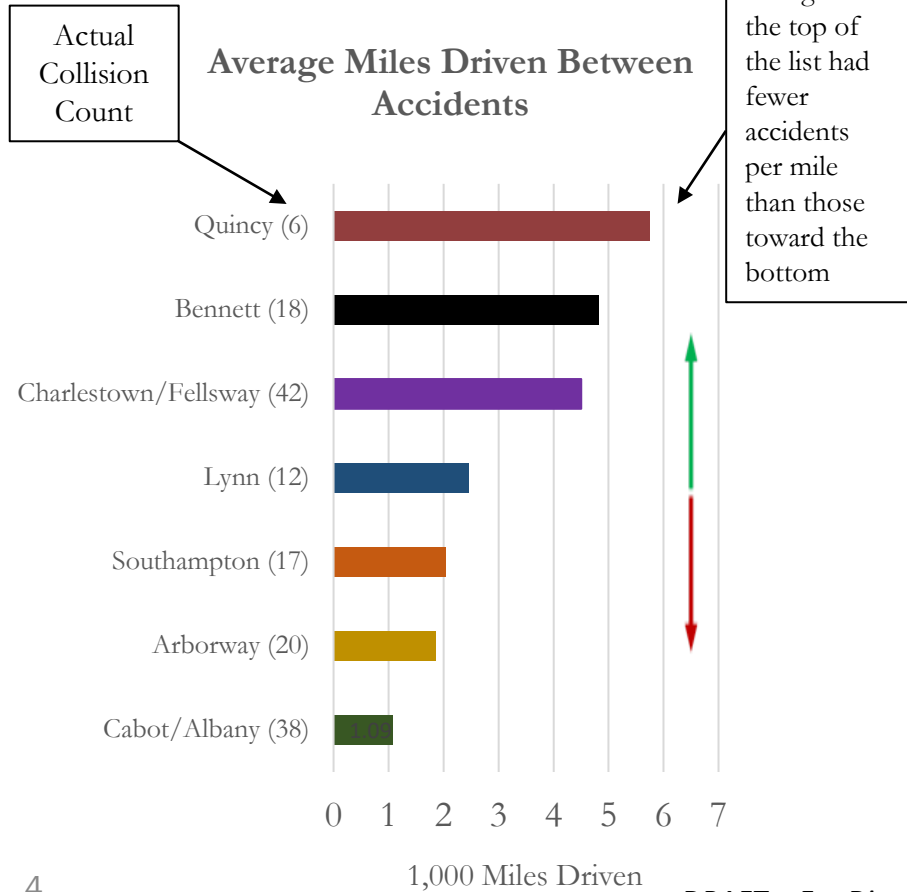 Actual
Collision
Count
Average Miles Driven Between
Accidents
the top of
the list had
fewer
accidents
per mile
than those
toward the
bottom
Quincy (6)
Bennett (18)
Charlestown/Fellsway (42)
Lynn (12)
Southampton (17)
Arborway (20)
Cabot/Albany (38)
1.09
0 1 2 3 4 5 6 7
1,000 Miles Driven
4